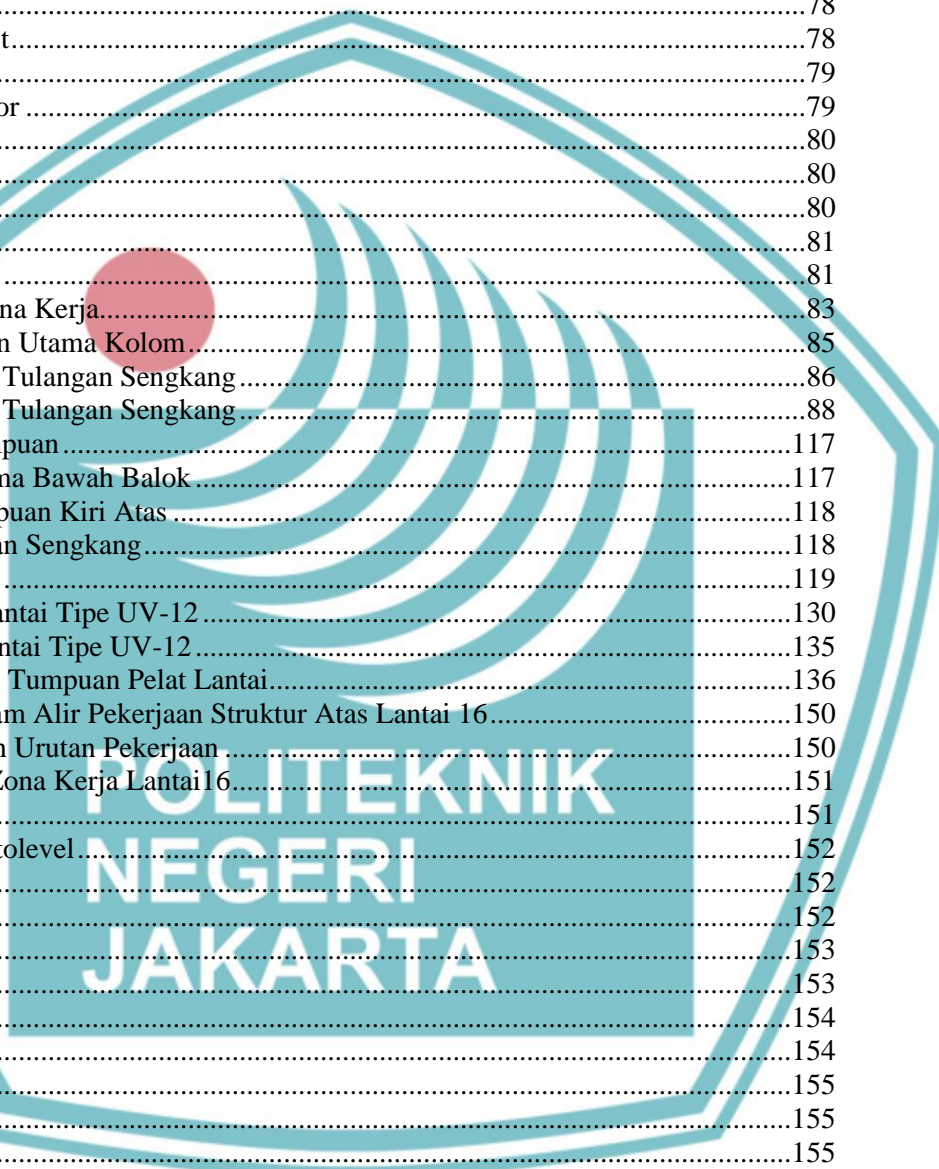 78
t 78
79
or 79
80
80
80
81
81
na Kerja 83
n Utama Kolom 85
Tulangan Sengkang 86
Tulangan Sengkang 88
puan 117
ma Bawah Balok 117
puan Kiri Atas 118
an Sengkang 118
119
antai Tipe UV-12 130
ntai Tipe UV-12 135
Tumpuan Pelat Lantai 136
am Alir Pekerjaan Struktur Atas Lantai 16 150
n Urutan Pekerjaan 150
Zona Kerja Lantai16 151
151
tolevel 152
152
152
153
153
154
154
155
155
155
POLITEKNIK
NEGERI
JAKARTA